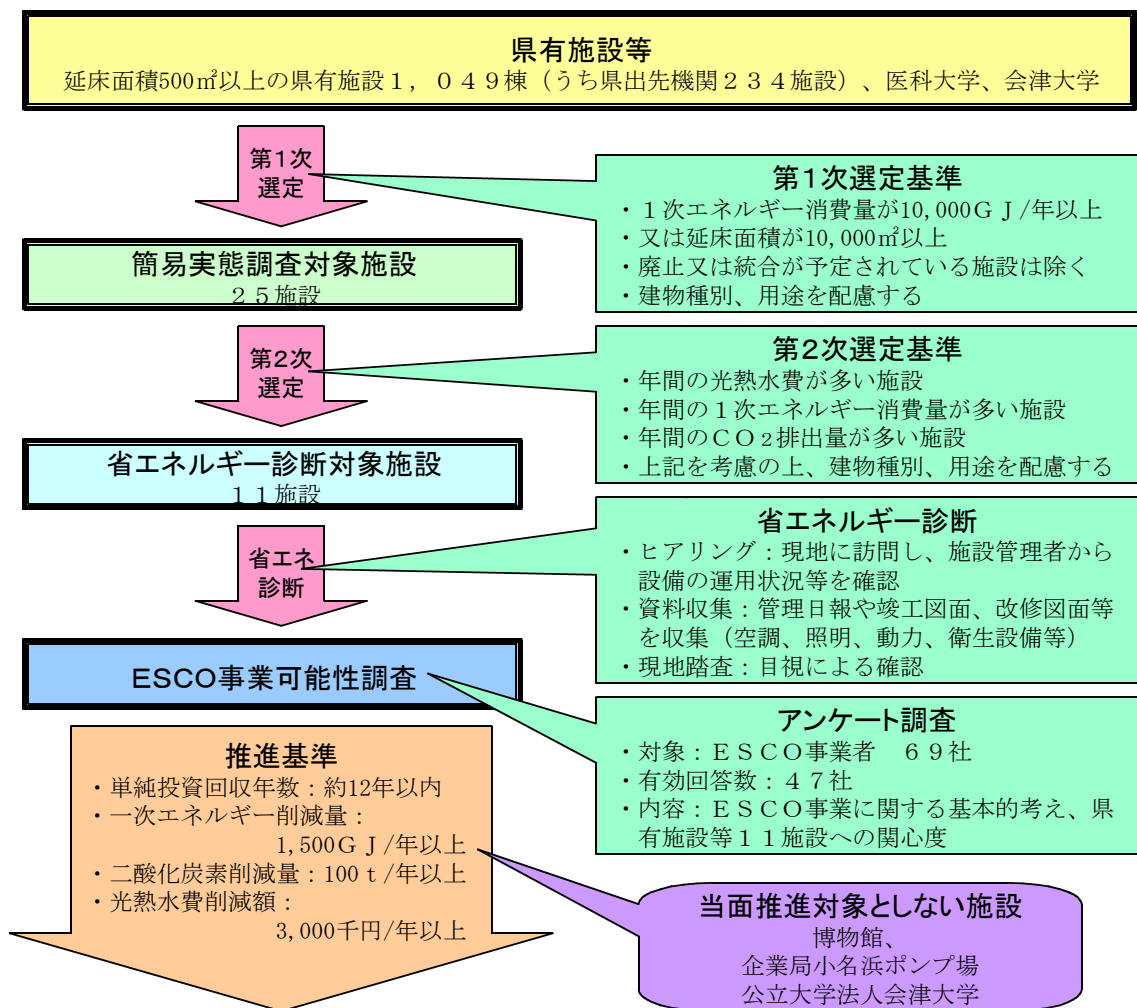 県有施設等
延床面積500㎡以上の県有施設１，０４９棟（うち県出先機関２３４施設）、医科大学、会津大学
第1次
選定
第1次選定基準
・１次エネルギー消費量が10,000ＧＪ/年以上
・又は延床面積が10,000㎡以上
・廃止又は統合が予定されている施設は除く
・建物種別、用途を配慮する
簡易実態調査対象施設
２５施設
第2次
選定
第2次選定基準
・年間の光熱水費が多い施設
・年間の１次エネルギー消費量が多い施設
・年間のＣＯ₂排出量が多い施設
・上記を考慮の上、建物種別、用途を配慮する
省エネルギー診断対象施設
１１施設
省エネ
診断
省エネルギー診断
・ヒアリング：現地に訪問し、施設管理者から
設備の運用状況等を確認
・資料収集：管理日報や竣工図面、改修図面等
を収集（空調、照明、動力、衛生設備等）
・現地踏査：目視による確認
ESCO事業可能性調査
アンケート調査
・対象：ＥＳＣＯ事業者　６９社
・有効回答数：４７社
・内容：ＥＳＣＯ事業に関する基本的考え、県
有施設等１１施設への関心度
推進基準
・単純投資回収年数：約12年以内
・一次エネルギー削減量：
1,500ＧＪ/年以上
・二酸化炭素削減量：100ｔ/年以上
・光熱水費削減額：
3,000千円/年以上
当面推進対象としない施設
博物館、
企業局小名浜ポンプ場
公立大学法人会津大学